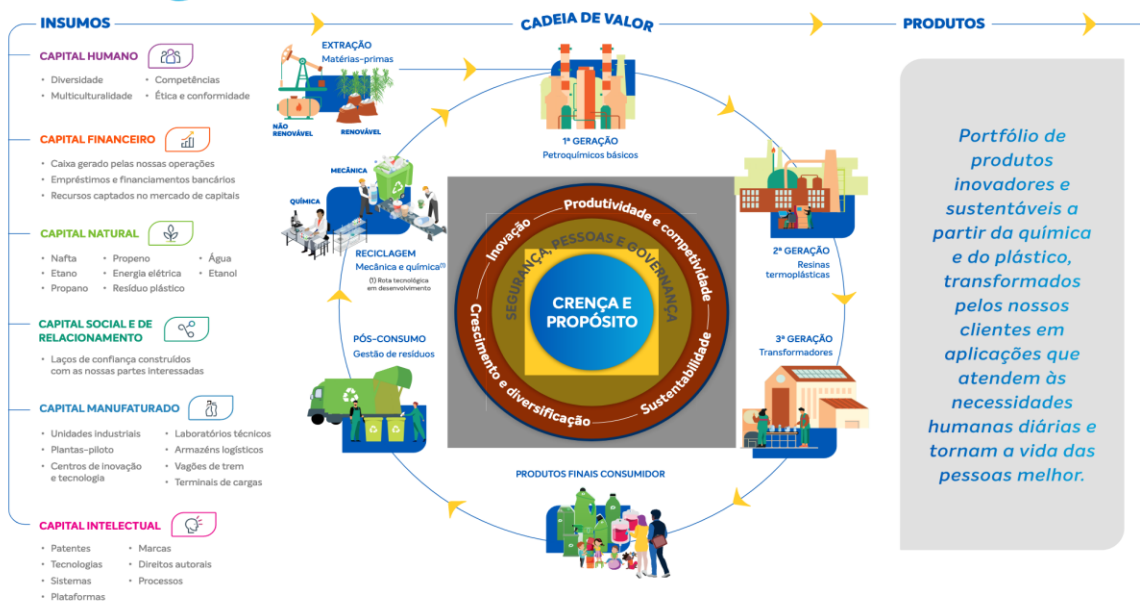 INSUMOS
CAPITAL HUMANO
• Diversidade
• Multiculturalidade
• Competências
• Ética e conformidade
CAPITAL FINANCEIRO
• Caixa gerado pelas nossas operações
• Empréstimos e financiamentos bancários
• Recursos captados no mercado de capitais
CAPITAL NATURAL
• Nafta
• Etano
• Propano
• Propeno
• Energia elétrica
• Resíduo plástico
• Água
• Etanol
CAPITAL SOCIAL E DE
RELACIONAMENTO
• Laços de confiança construídos
com as nossas partes interessadas
CAPITAL MANUFATURADO
• Unidades industriais
• Plantas-piloto
• Centros de inovação
e tecnologia
• Laboratórios técnicos
• Armazéns logísticos
• Vagões de trem
• Terminais de cargas
CAPITAL INTELECTUAL
• Patentes
• Tecnologias
• Sistemas
• Plataformas
• Marcas
• Direitos autorais
• Processos
CADEIA DE VALOR
EXTRAÇÃO
Matérias-primas
NÃO
RENOVÁVEL
RENOVÁVEL
1ª GERAÇÃO
Petroquímicos básicos
2ª GERAÇÃO
Resinas
termoplásticas
3ª GERAÇÃO
Transformadores
PRODUTOS FINAIS CONSUMIDOR
PÓS-CONSUMO
Gestão de resíduos
MECÂNICA
QUÍMICA
RECICLAGEM
Mecânica e química(1)
(1) Rota tecnológica
em desenvolvimento
Inovação
Produtividade e competividade
Sustentabilidade
Crescimento e diversificação
SEGURANÇA, PESSOAS E GOVERNANÇA
CRENÇA E
PROPÓSITO
PRODUTOS
Portfólio de
produtos
inovadores e
sustentáveis a
partir da química
e do plástico,
transformados
pelos nossos
clientes em
aplicações que
atendem às
necessidades
humanas diárias e
tornam a vida das
pessoas melhor.